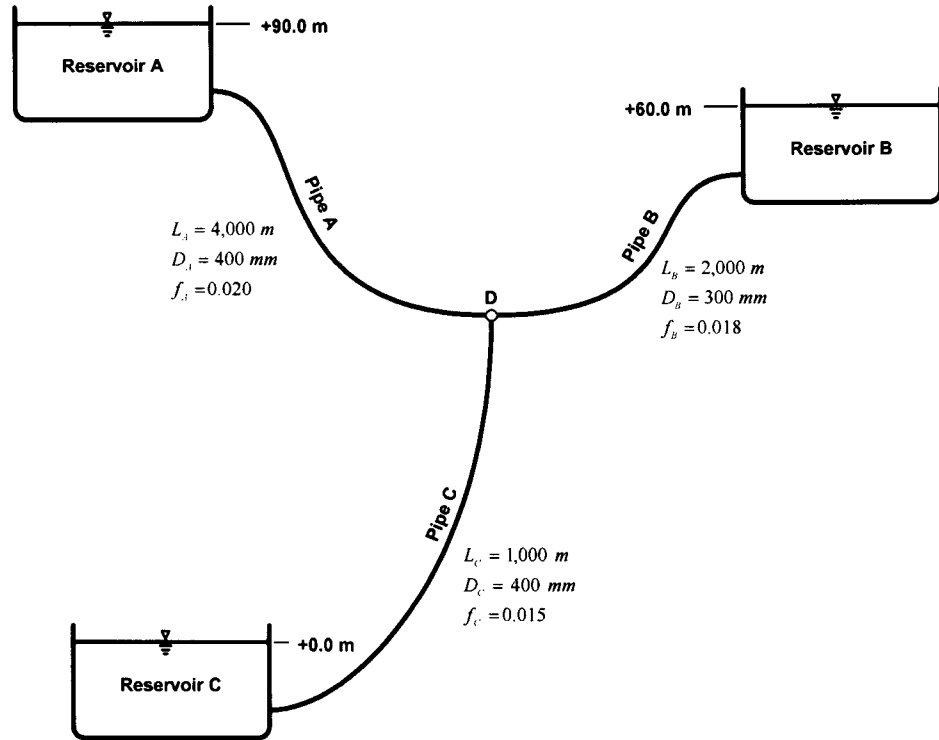 +90.0 m
Reservoir A
+60.0 m
Reservoir B
Pipe A
Pipe B
L_A = 4,000 m
D_A = 400 mm
f_A = 0.020
D
L_B = 2,000 m
D_B = 300 mm
f_B = 0.018
Pipe C
L_C = 1,000 m
D_C = 400 mm
f_C = 0.015
+0.0 m
Reservoir C